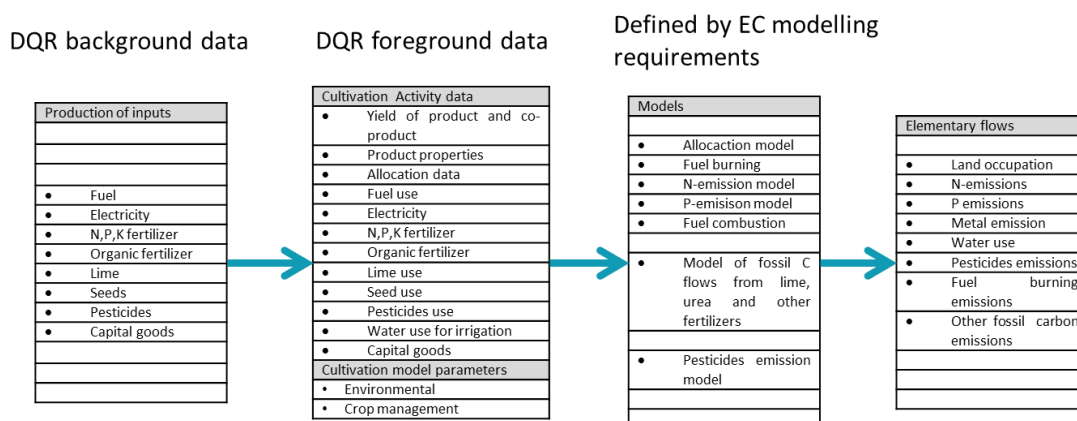 DQR background data
DQR foreground data
Defined by EC modelling
requirements
Production of inputs
• Fuel
• Electricity
• N,P,K fertilizer
• Organic fertilizer
• Lime
• Seeds
• Pesticides
• Capital goods
Cultivation Activity data
• Yield of product and co-
product
• Product properties
• Allocation data
• Fuel use
• Electricity
• N,P,K fertilizer
• Organic fertilizer
• Lime use
• Seed use
• Pesticides use
• Water use for irrigation
• Capital goods
Cultivation model parameters
• Environmental
• Crop management
Models
• Allocaction model
• Fuel burning
• N-emission model
• P-emisison model
• Fuel combustion
• Model of fossil C
flows from lime,
urea and other
fertilizers
• Pesticides emission
model
Elementary flows
• Land occupation
• N-emissions
• P emissions
• Metal emission
• Water use
• Pesticides emissions
• Fuel burning
emissions
• Other fossil carbon
emissions